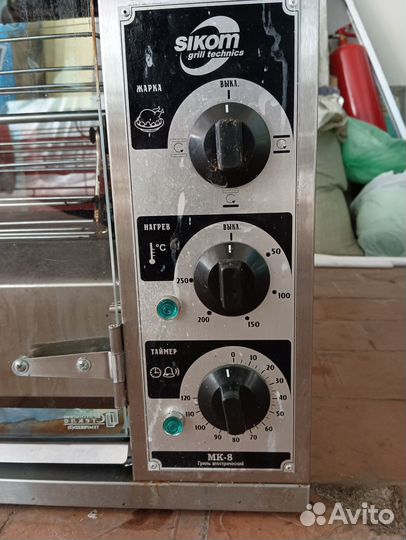 sikom
grill technics
ЖАРКА
ВЫКЛ.
НАГРЕВ
°C
ВЫКЛ.
50
100
150
200
250
ТАЙМЕР
0
10
20
30
40
50
60
70
80
90
100
110
120
МК-8
Гриль электрический
Avito